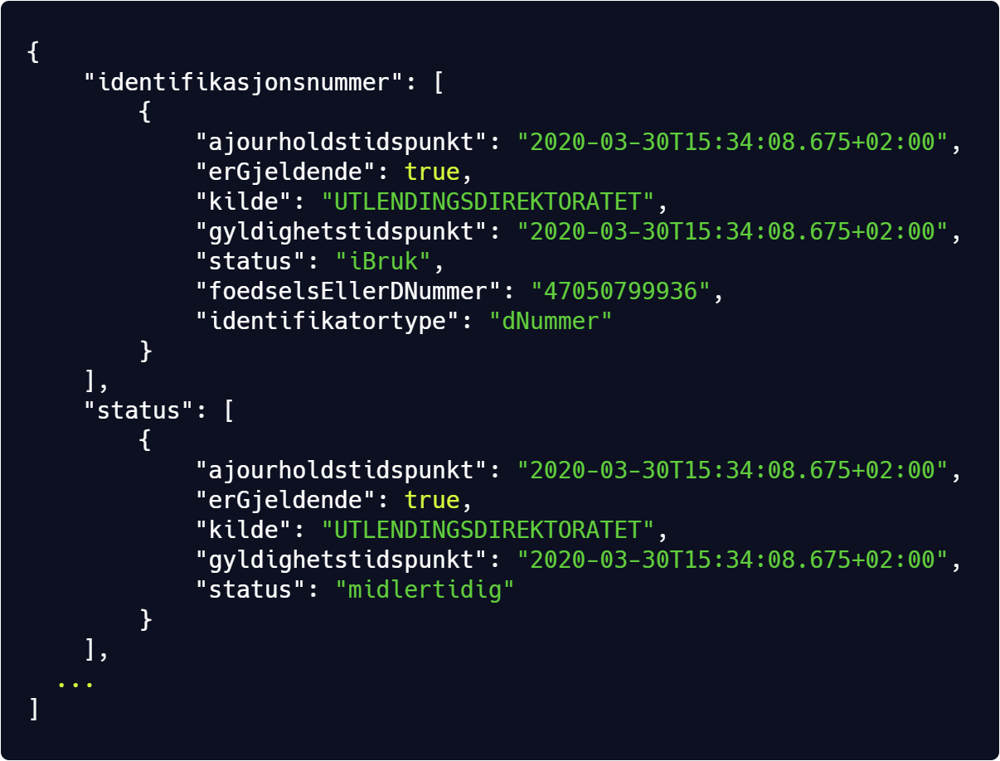 {
    "identifikasjonsnummer": [
        {
            "ajourholdstidspunkt": "2020-03-30T15:34:08.675+02:00",
            "erGjeldende": true,
            "kilde": "UTLENDINGSDIREKTORATET",
            "gyldighetstidspunkt": "2020-03-30T15:34:08.675+02:00",
            "status": "iBruk",
            "foedselsEllerDNummer": "47050799936",
            "identifikatortype": "dNummer"
        }
    ],
    "status": [
        {
            "ajourholdstidspunkt": "2020-03-30T15:34:08.675+02:00",
            "erGjeldende": true,
            "kilde": "UTLENDINGSDIREKTORATET",
            "gyldighetstidspunkt": "2020-03-30T15:34:08.675+02:00",
            "status": "midlertidig"
        }
    ],
  ...
]